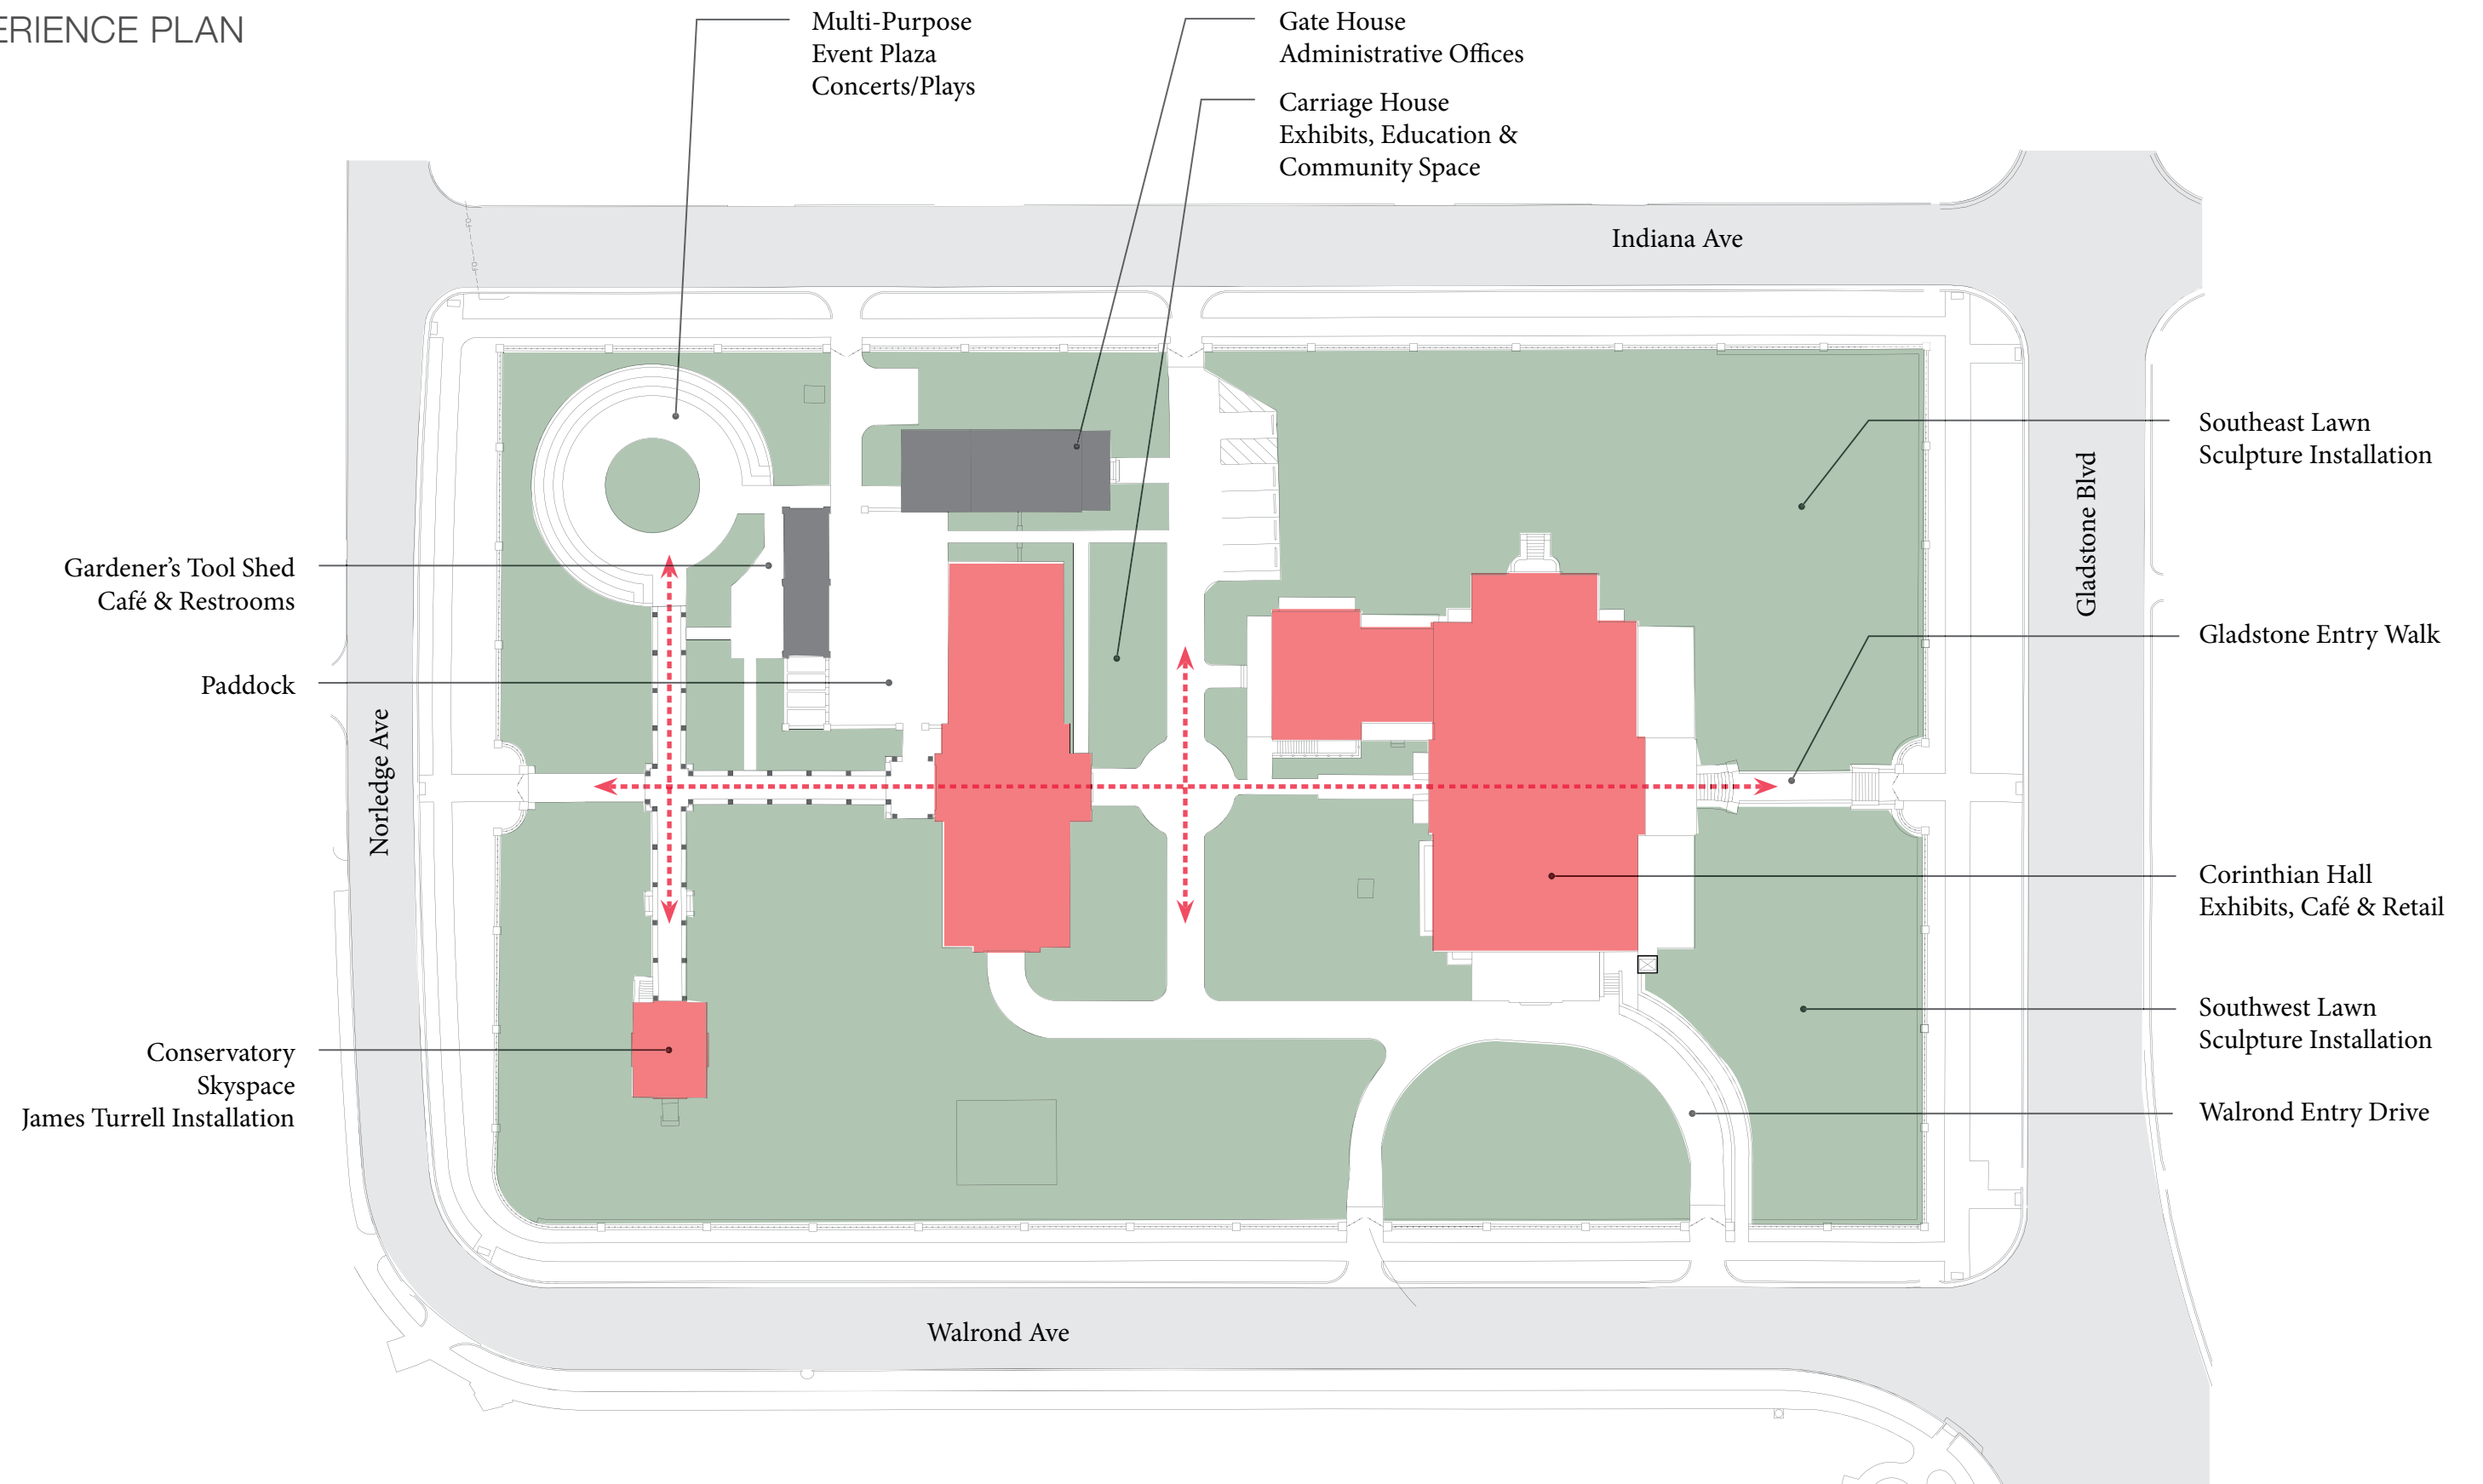 ERIENCE PLAN
Multi-Purpose
Event Plaza
Concerts/Plays
Gate House
Administrative Offices
Carriage House
Exhibits, Education &
Community Space
Indiana Ave
Southeast Lawn
Sculpture Installation
Gladstone Blvd
Gardener’s Tool Shed
Café & Restrooms
Gladstone Entry Walk
Paddock
Norledge Ave
Corinthian Hall
Exhibits, Café & Retail
Southwest Lawn
Sculpture Installation
Conservatory
Skyspace
James Turrell Installation
Walrond Entry Drive
Walrond Ave